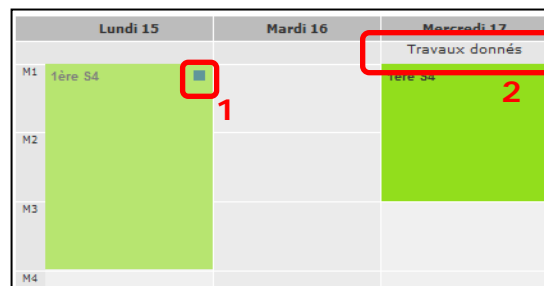 Lundi 15 Mardi 16 Mercredi 17
Travaux donnés
M1 1ère S4 1ère S4
1 2
M2
M3
M4